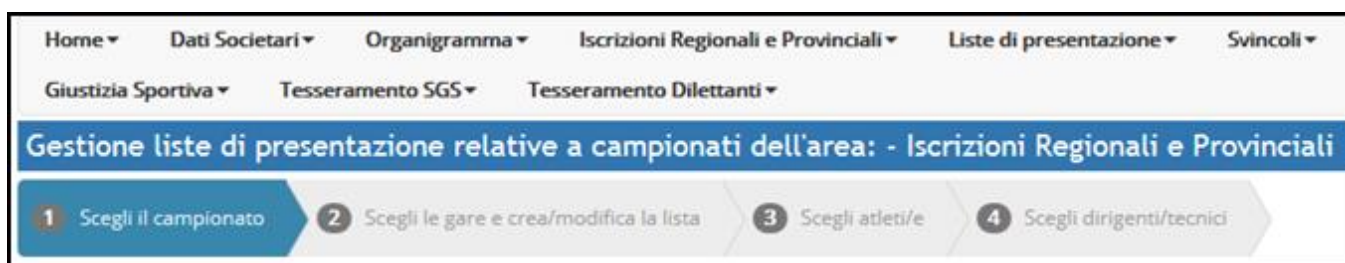 Home Dati Societari Organigramma Iscrizioni Regionali e Provinciali Liste di presentazione Svincoli
Giustizia Sportiva Tesseramento SGS Tesseramento Dilettanti
Gestione liste di presentazione relative a campionati dell'area: - Iscrizioni Regionali e Provinciali
1 Scegli il campionato 2 Scegli le gare e crea/modifica la lista 3 Scegli atleti/e 4 Scegli dirigenti/tecnici